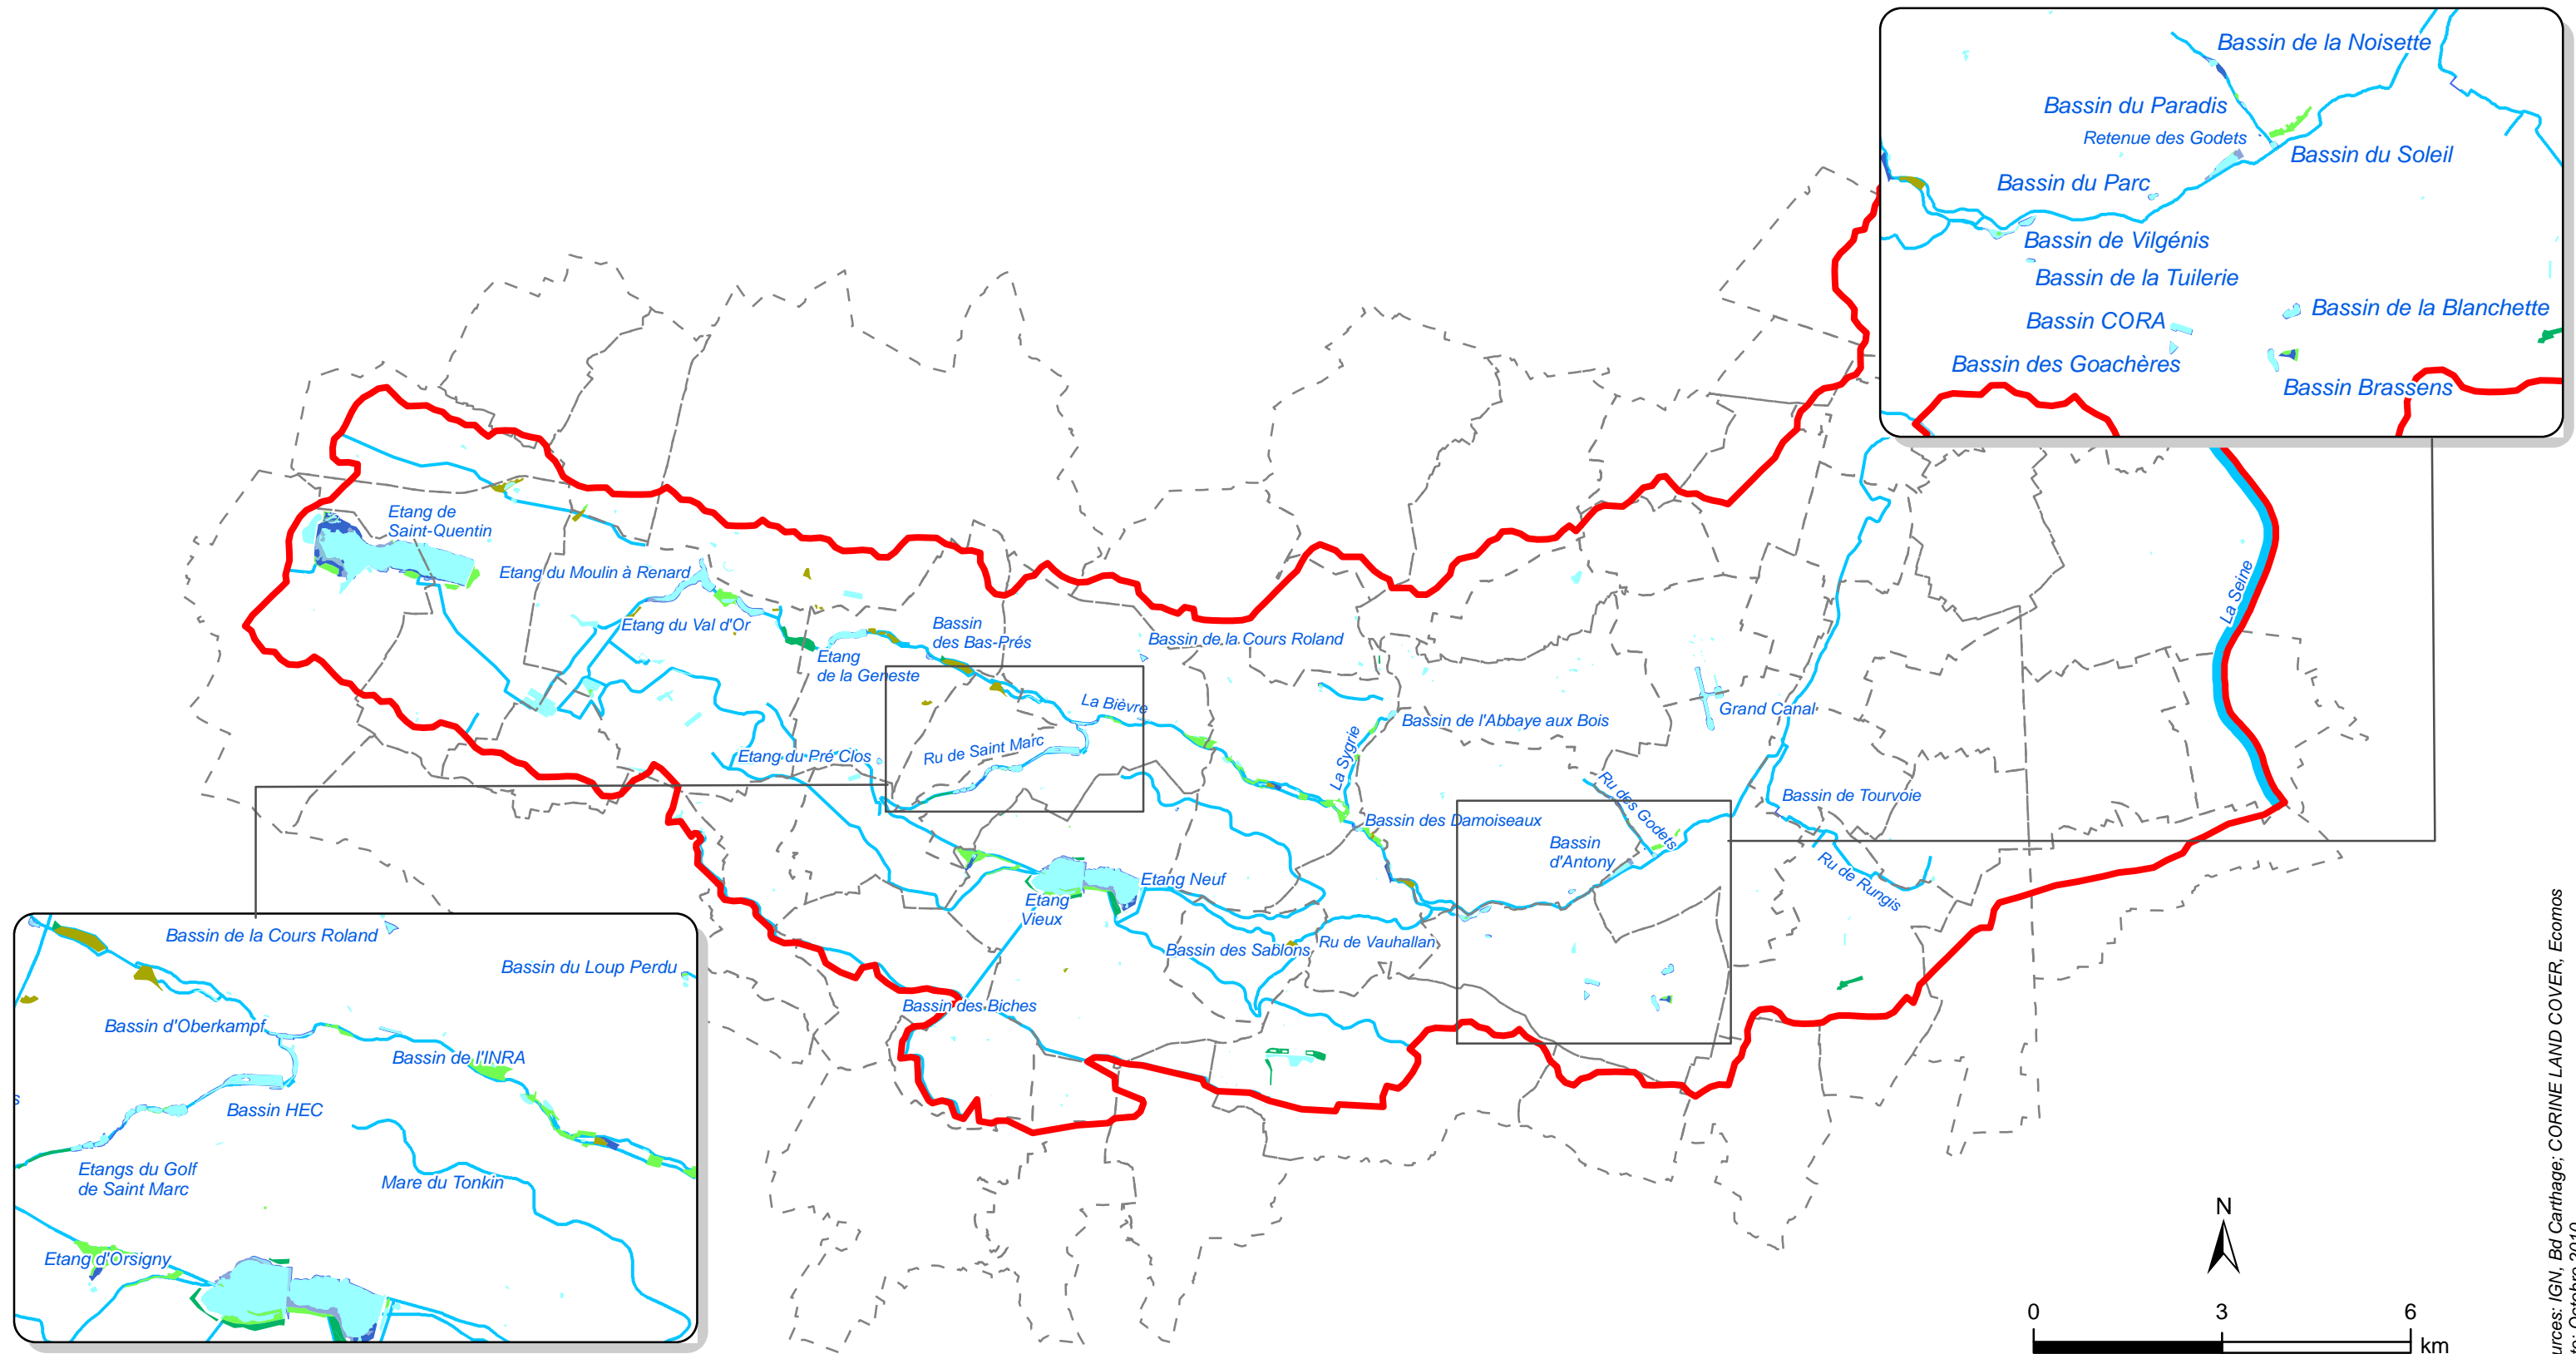 Bassin de la Noisette
Bassin du Paradis
Retenue des Godets
Bassin du Soleil
Bassin du Parc
Bassin de Vilgénis
Bassin de la Tuilerie
Bassin de la Blanchette
Bassin CORA
Bassin des Goachères
Bassin Brassens
Etang de
Saint-Quentin
Etang du Moulin à Renard
Etang du Val d'Or
Etang
de la Geneste
Bassin
des Bas-Prés
Bassin de la Cours Roland
La Seine
La Bièvre
Grand Canal
Bassin de l'Abbaye aux Bois
Ru de Saint Marc
Etang du Pré Clos
La Sygrie
Ru des Godets
Bassin de Tourvoie
Bassin des Damoiseaux
Bassin
d'Antony
Ru de Rungis
Etang Neuf
Etang
Vieux
Bassin des Sablons
Ru de Vauhallan
Bassin des Biches
Bassin de la Cours Roland
Bassin du Loup Perdu
Bassin d'Oberkampf
Bassin de l'INRA
Bassin HEC
s
Etangs du Golf
de Saint Marc
Mare du Tonkin
Etang d'Orsigny
N
0 3 6
km
urces: IGN, Bd Carthage; CORINE LAND COVER, Ecomos
Octobre 2010